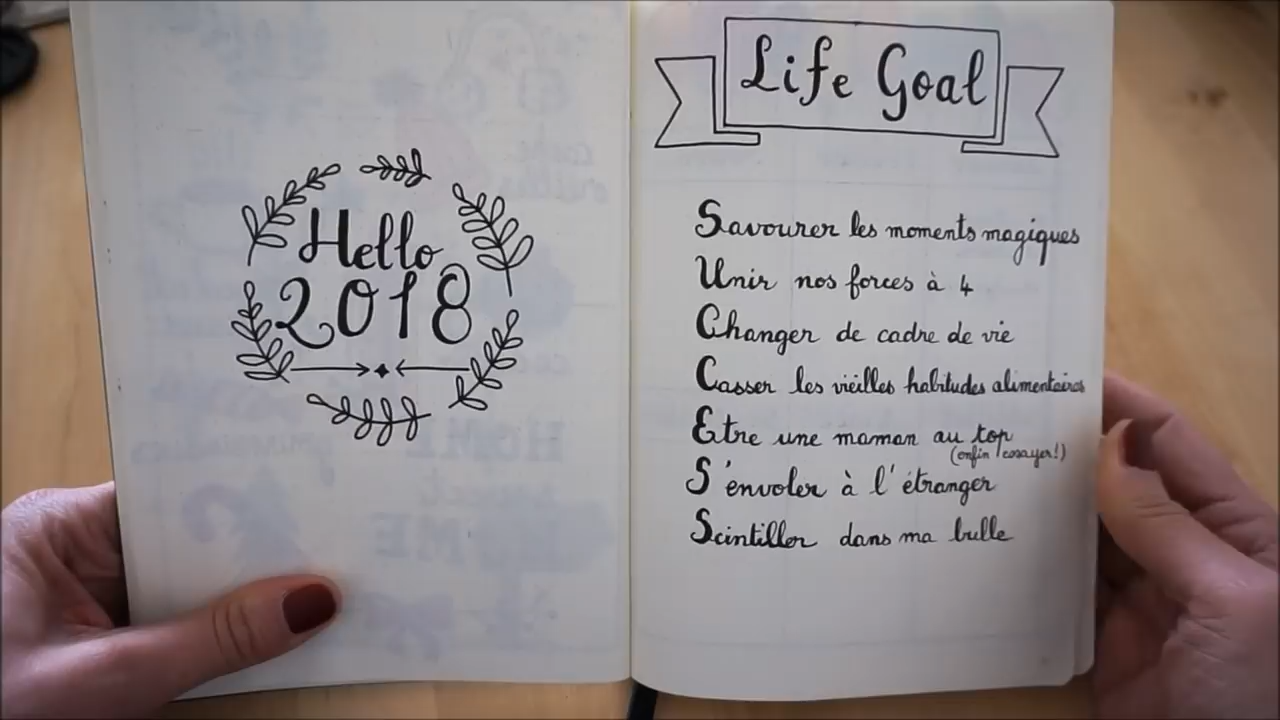 Hello
2018
Life Goal
Savourer les moments magiques
Unir nos forces à 4
Changer de cadre de vie
Casser les vieilles habitudes alimentaires
Etre une maman au top
(enfin essayer!)
S'envoler à l'étranger
Scintiller dans ma bulle